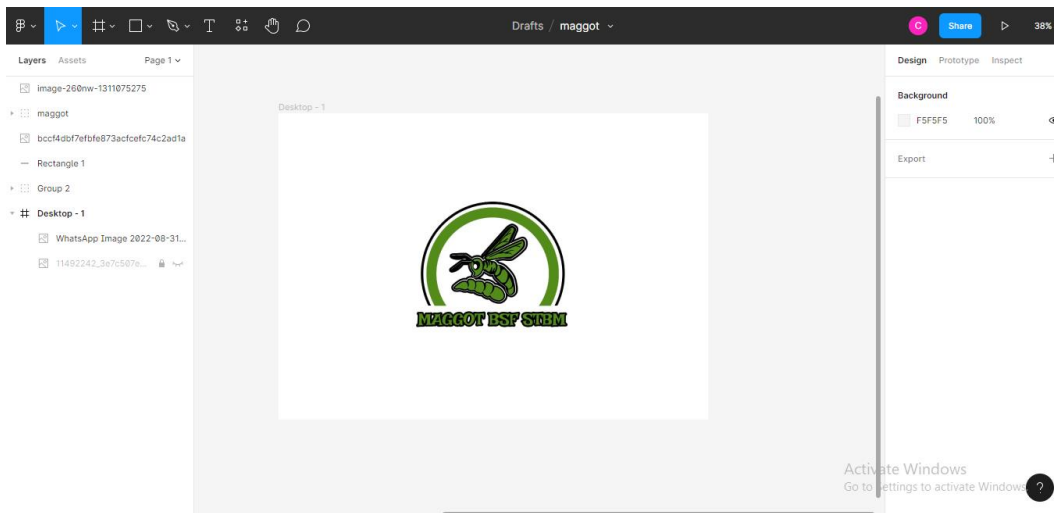 Drafts / maggot
C
Share
38%
Layers Assets Page 1
Design Prototype Inspect
image-260nw-1311075275
maggot
bccf4dbf7efbfe873acfcefc74c2ad1a
Rectangle 1
Group 2
Desktop - 1
WhatsApp Image 2022-08-31...
11492242_3e7c507e...
Desktop - 1
MAGGOT BSF STBM
Background
F5F5F5 100%
Export
Activate Windows
Go to Settings to activate Windows
?